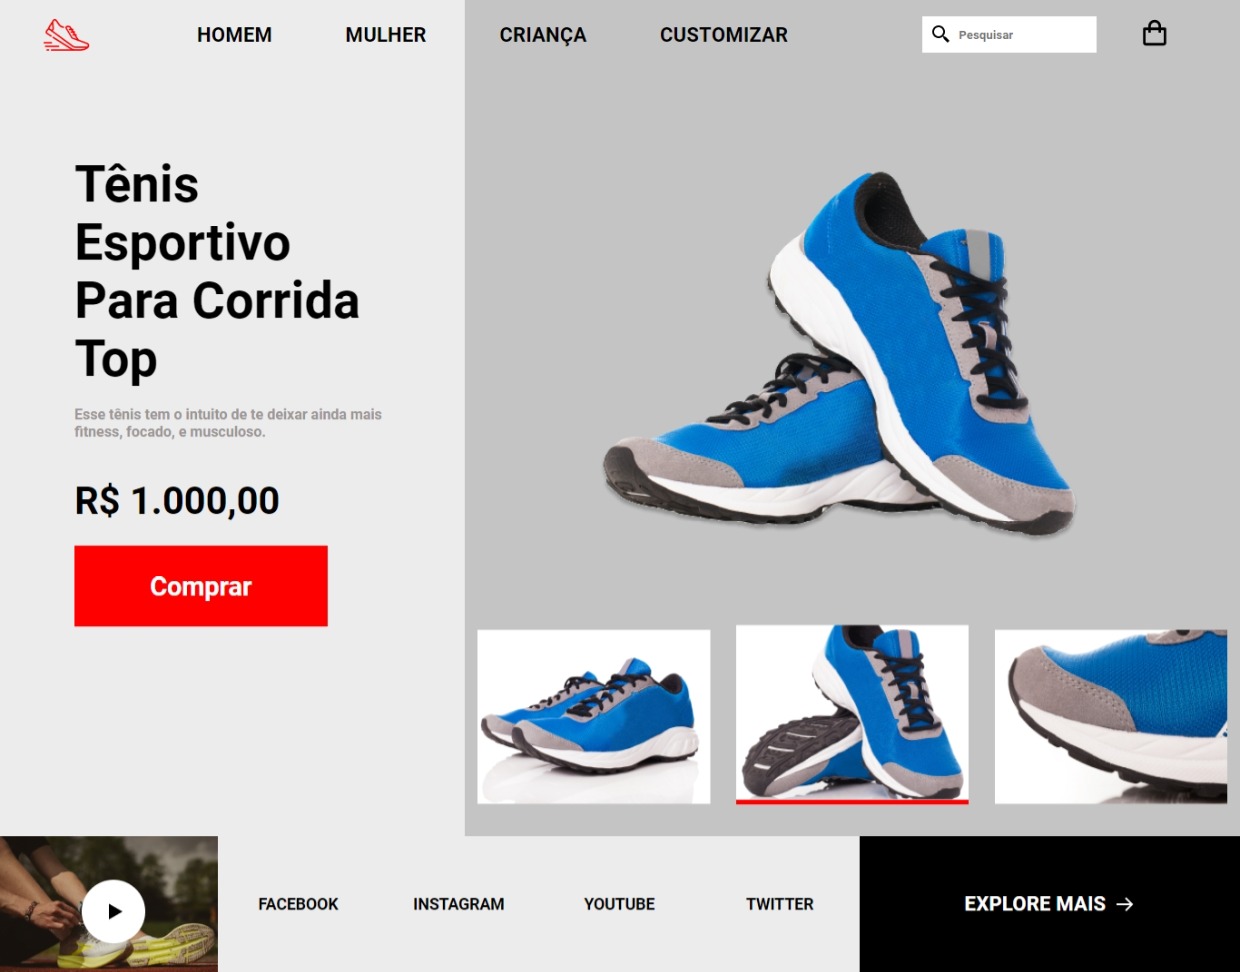 HOMEM
MULHER
CRIANÇA
CUSTOMIZAR
Pesquisar
Tênis
Esportivo
Para Corrida
Top
Esse tênis tem o intuito de te deixar ainda mais
fitness, focado, e musculoso.
R$ 1.000,00
Comprar
FACEBOOK
INSTAGRAM
YOUTUBE
TWITTER
EXPLORE MAIS →